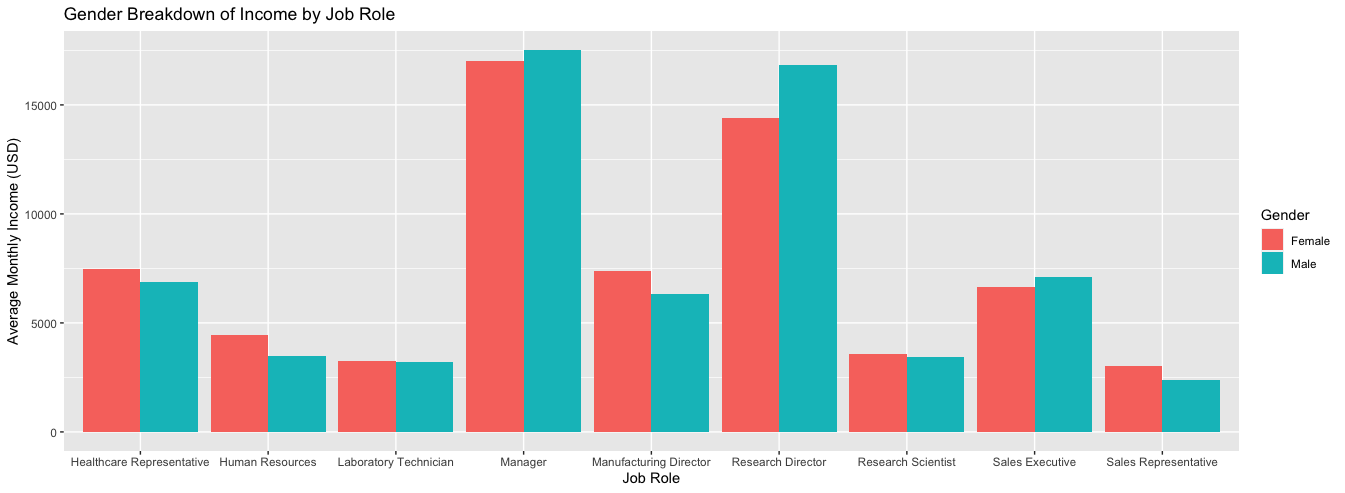 Gender Breakdown of Income by Job Role
Average Monthly Income (USD)
15000
10000
5000
0
Healthcare Representative Human Resources Laboratory Technician Manager Manufacturing Director Research Director Research Scientist Sales Executive Sales Representative
Job Role
Gender
Female
Male